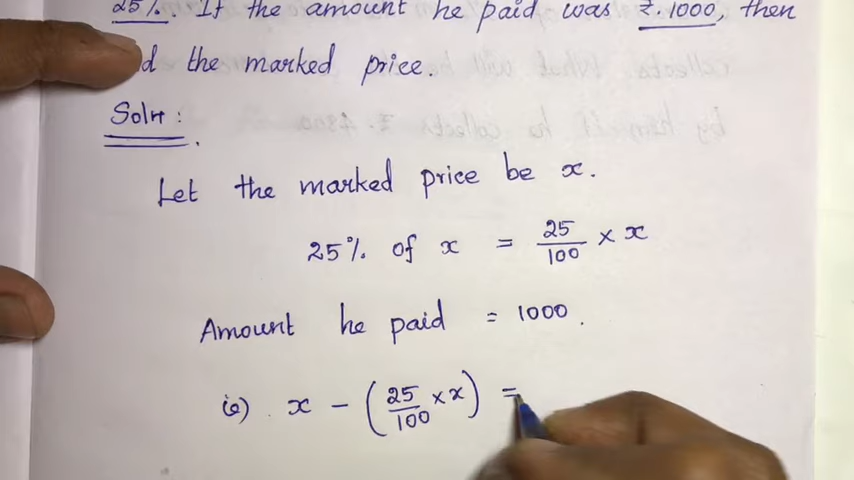 25%. If the amount he paid was ₹.1000, then
d the marked price.
Soln :
Let the marked price be x.
25% of x = 25/100 × x
Amount he paid = 1000.
(ie) x - (25/100 × x) =